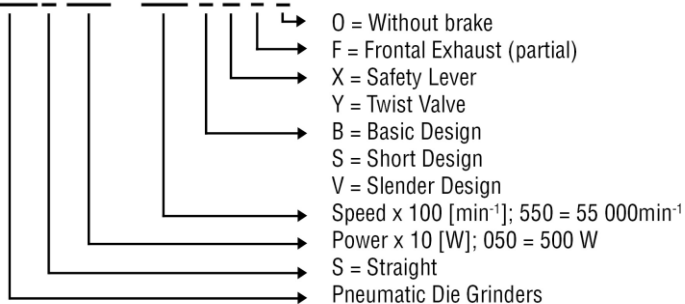 O = Without brake
F = Frontal Exhaust (partial)
X = Safety Lever
Y = Twist Valve
B = Basic Design
S = Short Design
V = Slender Design
Speed x 100 [min⁻¹]; 550 = 55 000min⁻¹
Power x 10 [W]; 050 = 500 W
S = Straight
Pneumatic Die Grinders